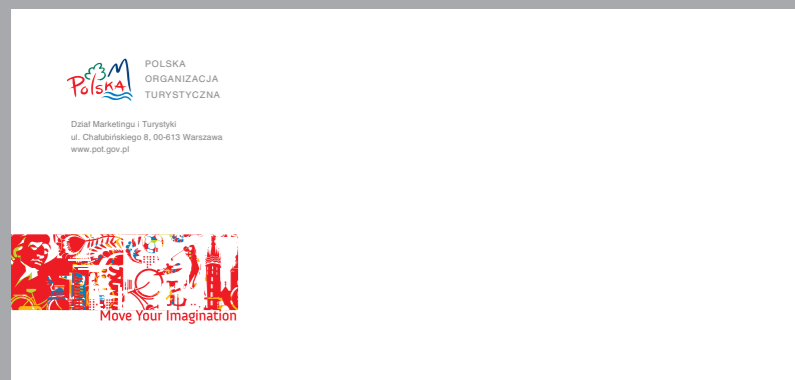 PolSKA
POLSKA
ORGANIZACJA
TURYSTYCZNA
Dział Marketingu i Turystyki
ul. Chałubińskiego 8, 00-613 Warszawa
www.pot.gov.pl
Move Your Imagination